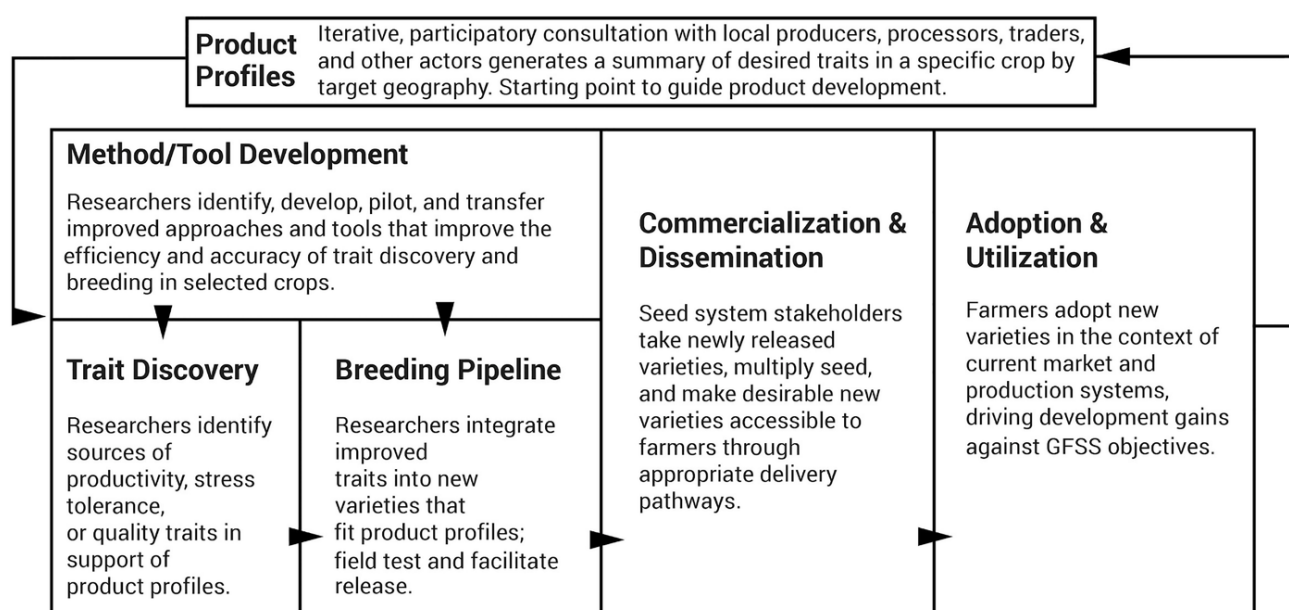 Product
Profiles
Iterative, participatory consultation with local producers, processors, traders,
and other actors generates a summary of desired traits in a specific crop by
target geography. Starting point to guide product development.
Method/Tool Development
Researchers identify, develop, pilot, and transfer
improved approaches and tools that improve the
efficiency and accuracy of trait discovery and
breeding in selected crops.
Trait Discovery
Researchers identify
sources of
productivity, stress
tolerance,
or quality traits in
support of
product profiles.
Breeding Pipeline
Researchers integrate
improved
traits into new
varieties that
fit product profiles;
field test and facilitate
release.
Commercialization &
Dissemination
Seed system stakeholders
take newly released
varieties, multiply seed,
and make desirable new
varieties accessible to
farmers through
appropriate delivery
pathways.
Adoption &
Utilization
Farmers adopt new
varieties in the context of
current market and
production systems,
driving development gains
against GFSS objectives.